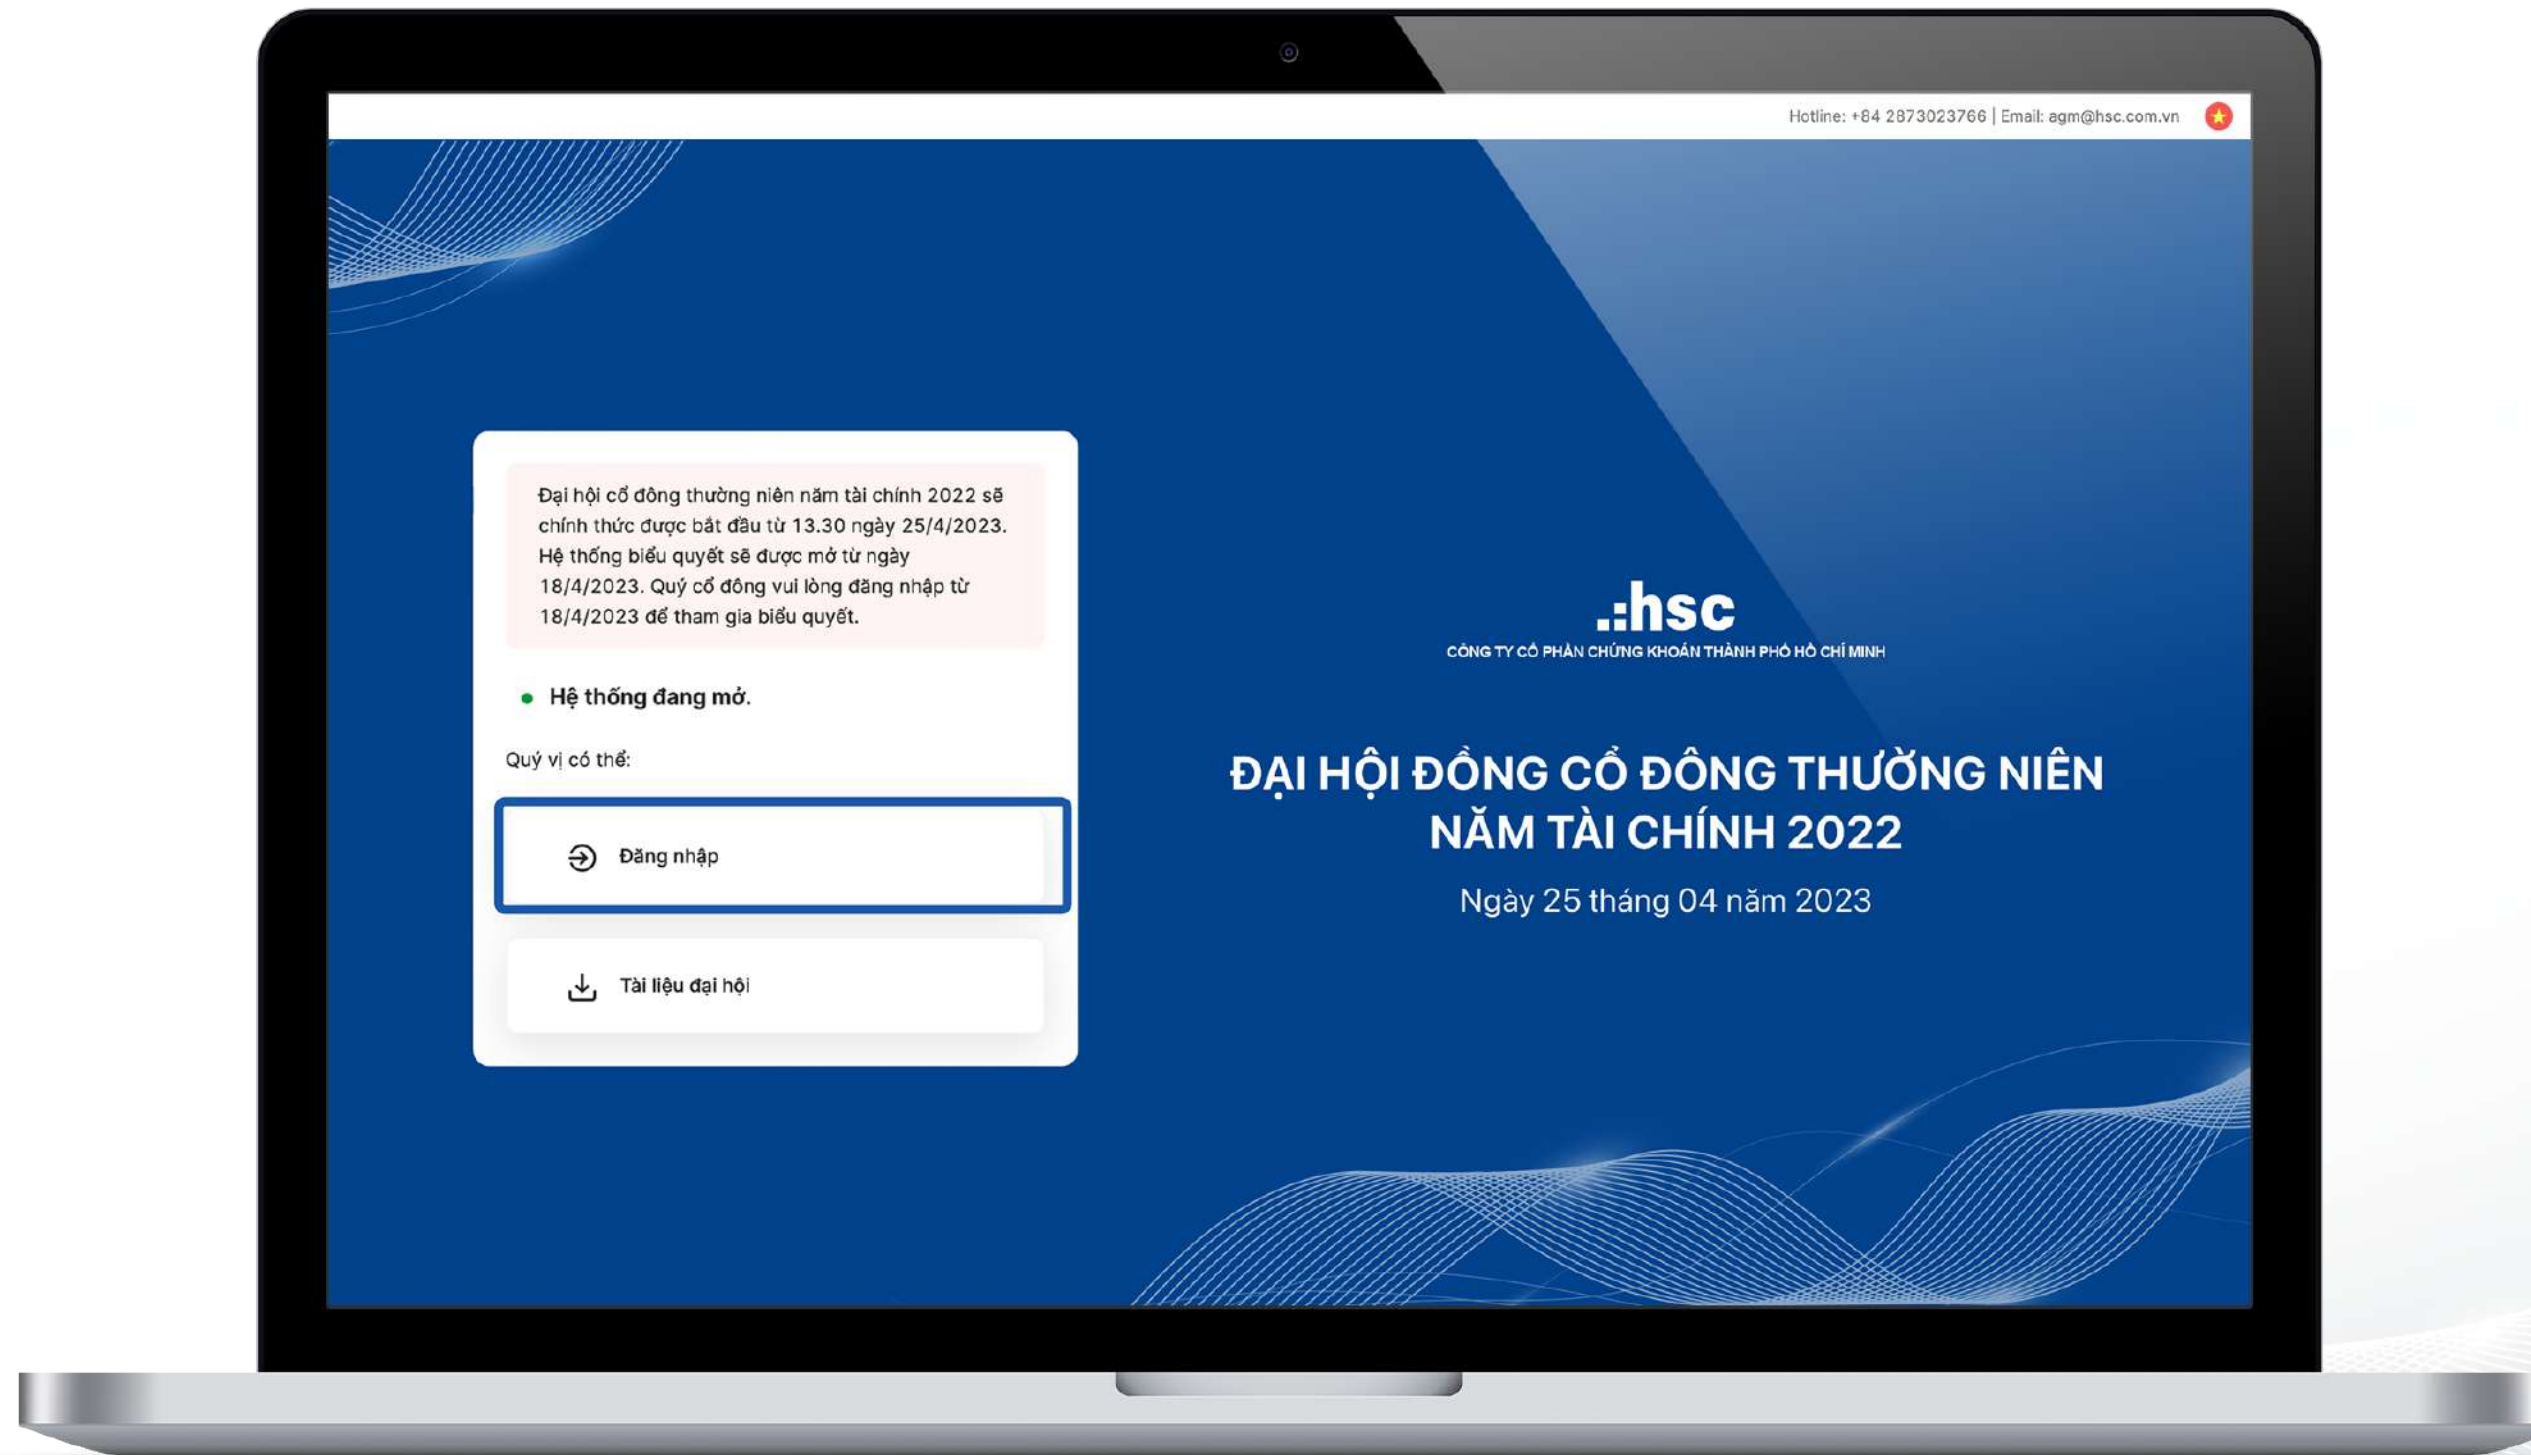 Hotline: +84 2873023766 | Email: agm@hsc.com.vn
Đại hội cổ đông thường niên năm tài chính 2022 sẽ
chính thức được bắt đầu từ 13.30 ngày 25/4/2023.
Hệ thống biểu quyết sẽ được mở từ ngày
18/4/2023. Quý cổ đông vui lòng đăng nhập từ
18/4/2023 để tham gia biểu quyết.
Hệ thống đang mở.
Quý vị có thể:
Đăng nhập
Tài liệu đại hội
.:hsc
CÔNG TY CỔ PHẦN CHỨNG KHOÁN THÀNH PHỐ HỒ CHÍ MINH
ĐẠI HỘI ĐỒNG CỔ ĐÔNG THƯỜNG NIÊN
NĂM TÀI CHÍNH 2022
Ngày 25 tháng 04 năm 2023